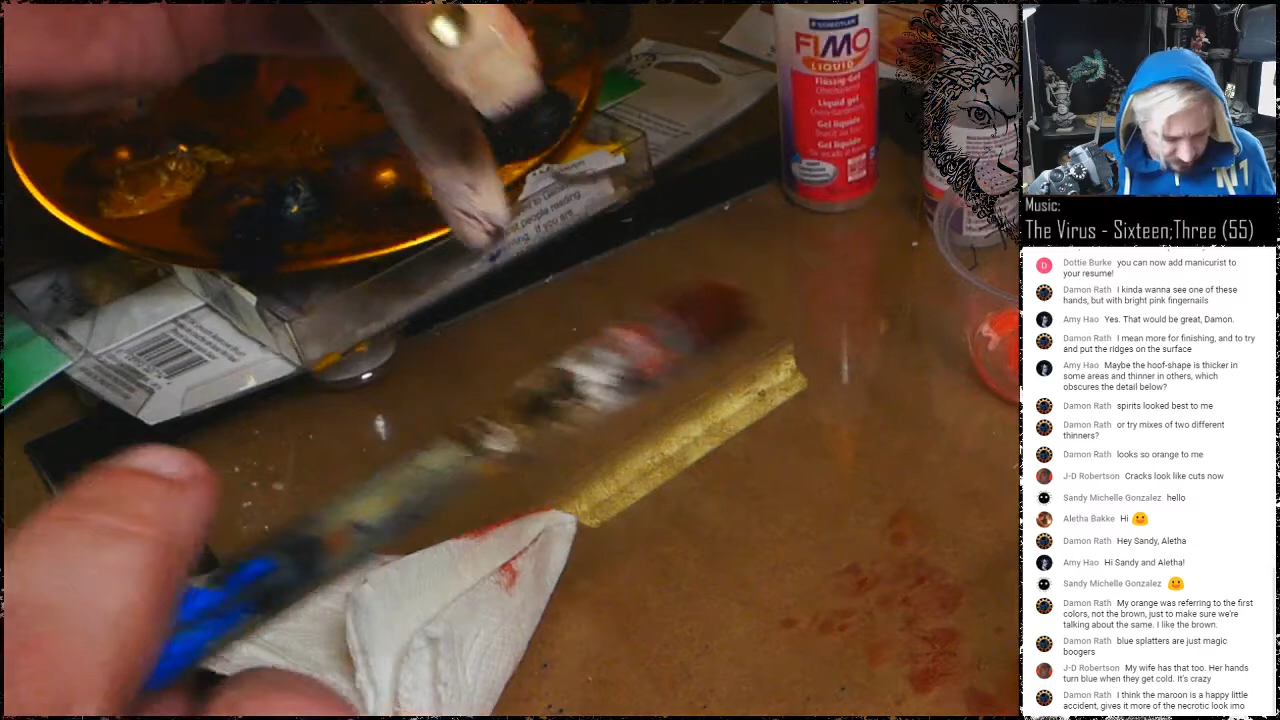 STAEDTLER
FIMO
LIQUID
Flüssig-Gel
Liquid gel
Gel liquide
Gel líquido
people reading
If you are
Music:
The Virus - Sixteen;Three (55)
D Dottie Burke you can now add manicurist to
your resume!
Damon Rath I kinda wanna see one of these
hands, but with bright pink fingernails
Amy Hao Yes. That would be great, Damon.
Damon Rath I mean more for finishing, and to try
and put the ridges on the surface
Amy Hao Maybe the hoof-shape is thicker in
some areas and thinner in others, which
obscures the detail below?
Damon Rath spirits looked best to me
Damon Rath or try mixes of two different
thinners?
Damon Rath looks so orange to me
J-D Robertson Cracks look like cuts now
Sandy Michelle Gonzalez hello
Aletha Bakke Hi
Damon Rath Hey Sandy, Aletha
Amy Hao Hi Sandy and Aletha!
Sandy Michelle Gonzalez
Damon Rath My orange was referring to the first
colors, not the brown, just to make sure we're
talking about the same. I like the brown.
Damon Rath blue splatters are just magic
boogers
J-D Robertson My wife has that too. Her hands
turn blue when they get cold. It's crazy
Damon Rath I think the maroon is a happy little
accident, gives it more of the necrotic look imo